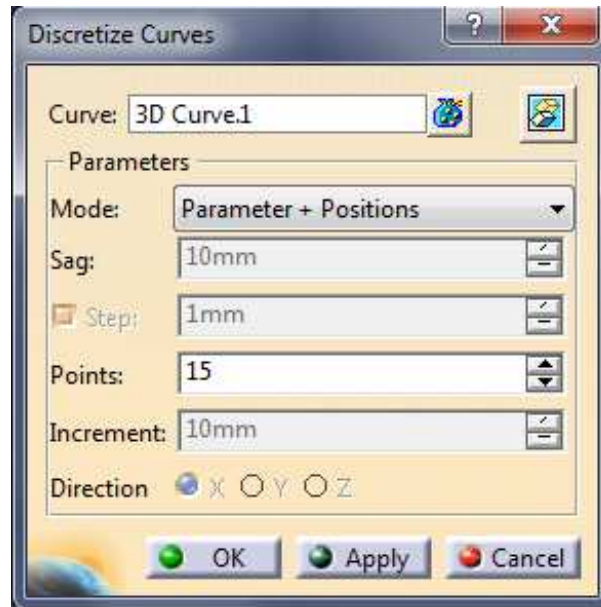 Discretize Curves
?
X
Curve: 3D Curve.1
Parameters
Mode: Parameter + Positions
Sag: 10mm
Step: 1mm
Points: 15
Increment: 10mm
Direction X Y Z
OK Apply Cancel